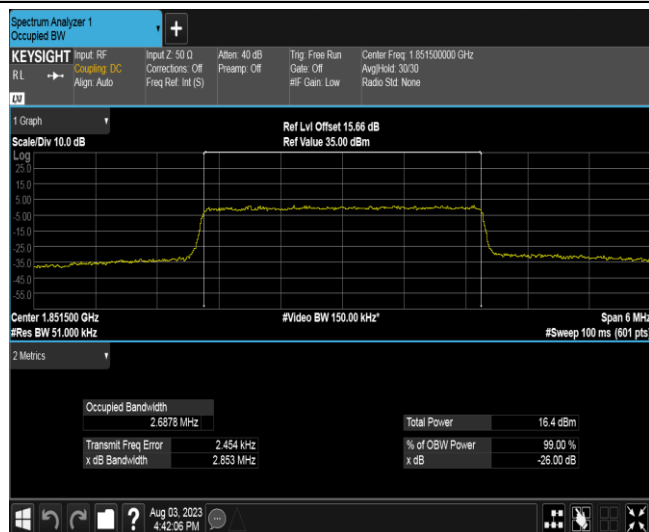 Spectrum Analyzer 1
Occupied BW
+
KEYSIGHT
RL
LXI
Input: RF
Coupling: DC
Align: Auto
Input Z: 50 Ω
Corrections: Off
Freq Ref: Int (S)
Atten: 40 dB
Preamp: Off
Trig: Free Run
Gate: Off
#IF Gain: Low
Center Freq: 1.851500000 GHz
Avg|Hold: 30/30
Radio Std: None
1 Graph
Scale/Div 10.0 dB
Ref Lvl Offset 15.66 dB
Ref Value 35.00 dBm
Log
25.0
15.0
5.00
-5.00
-15.0
-25.0
-35.0
-45.0
-55.0
Center 1.851500 GHz
#Res BW 51.000 kHz
#Video BW 150.00 kHz*
Span 6 MHz
#Sweep 100 ms (601 pts)
2 Metrics
Occupied Bandwidth
2.6878 MHz
Transmit Freq Error 2.454 kHz
x dB Bandwidth 2.853 MHz
Total Power 16.4 dBm
% of OBW Power 99.00 %
x dB -26.00 dB
?
Aug 03, 2023
4:42:06 PM